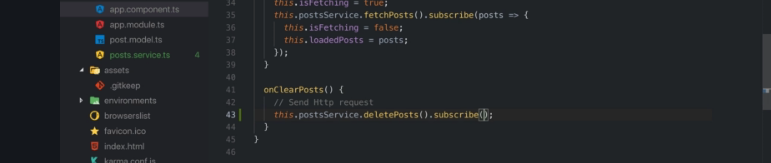 app.component.ts
app.module.ts
post.model.ts
posts.service.ts 4
assets
.gitkeep
environments
browserslist
favicon.ico
index.html
karma.conf.js
34 this.isFetching = true;
35 this.postsService.fetchPosts().subscribe(posts => {
36 this.isFetching = false;
37 this.loadedPosts = posts;
38 });
39 }
40
41 onClearPosts() {
42 // Send Http request
43 this.postsService.deletePosts().subscribe();
44 }
45 }
46